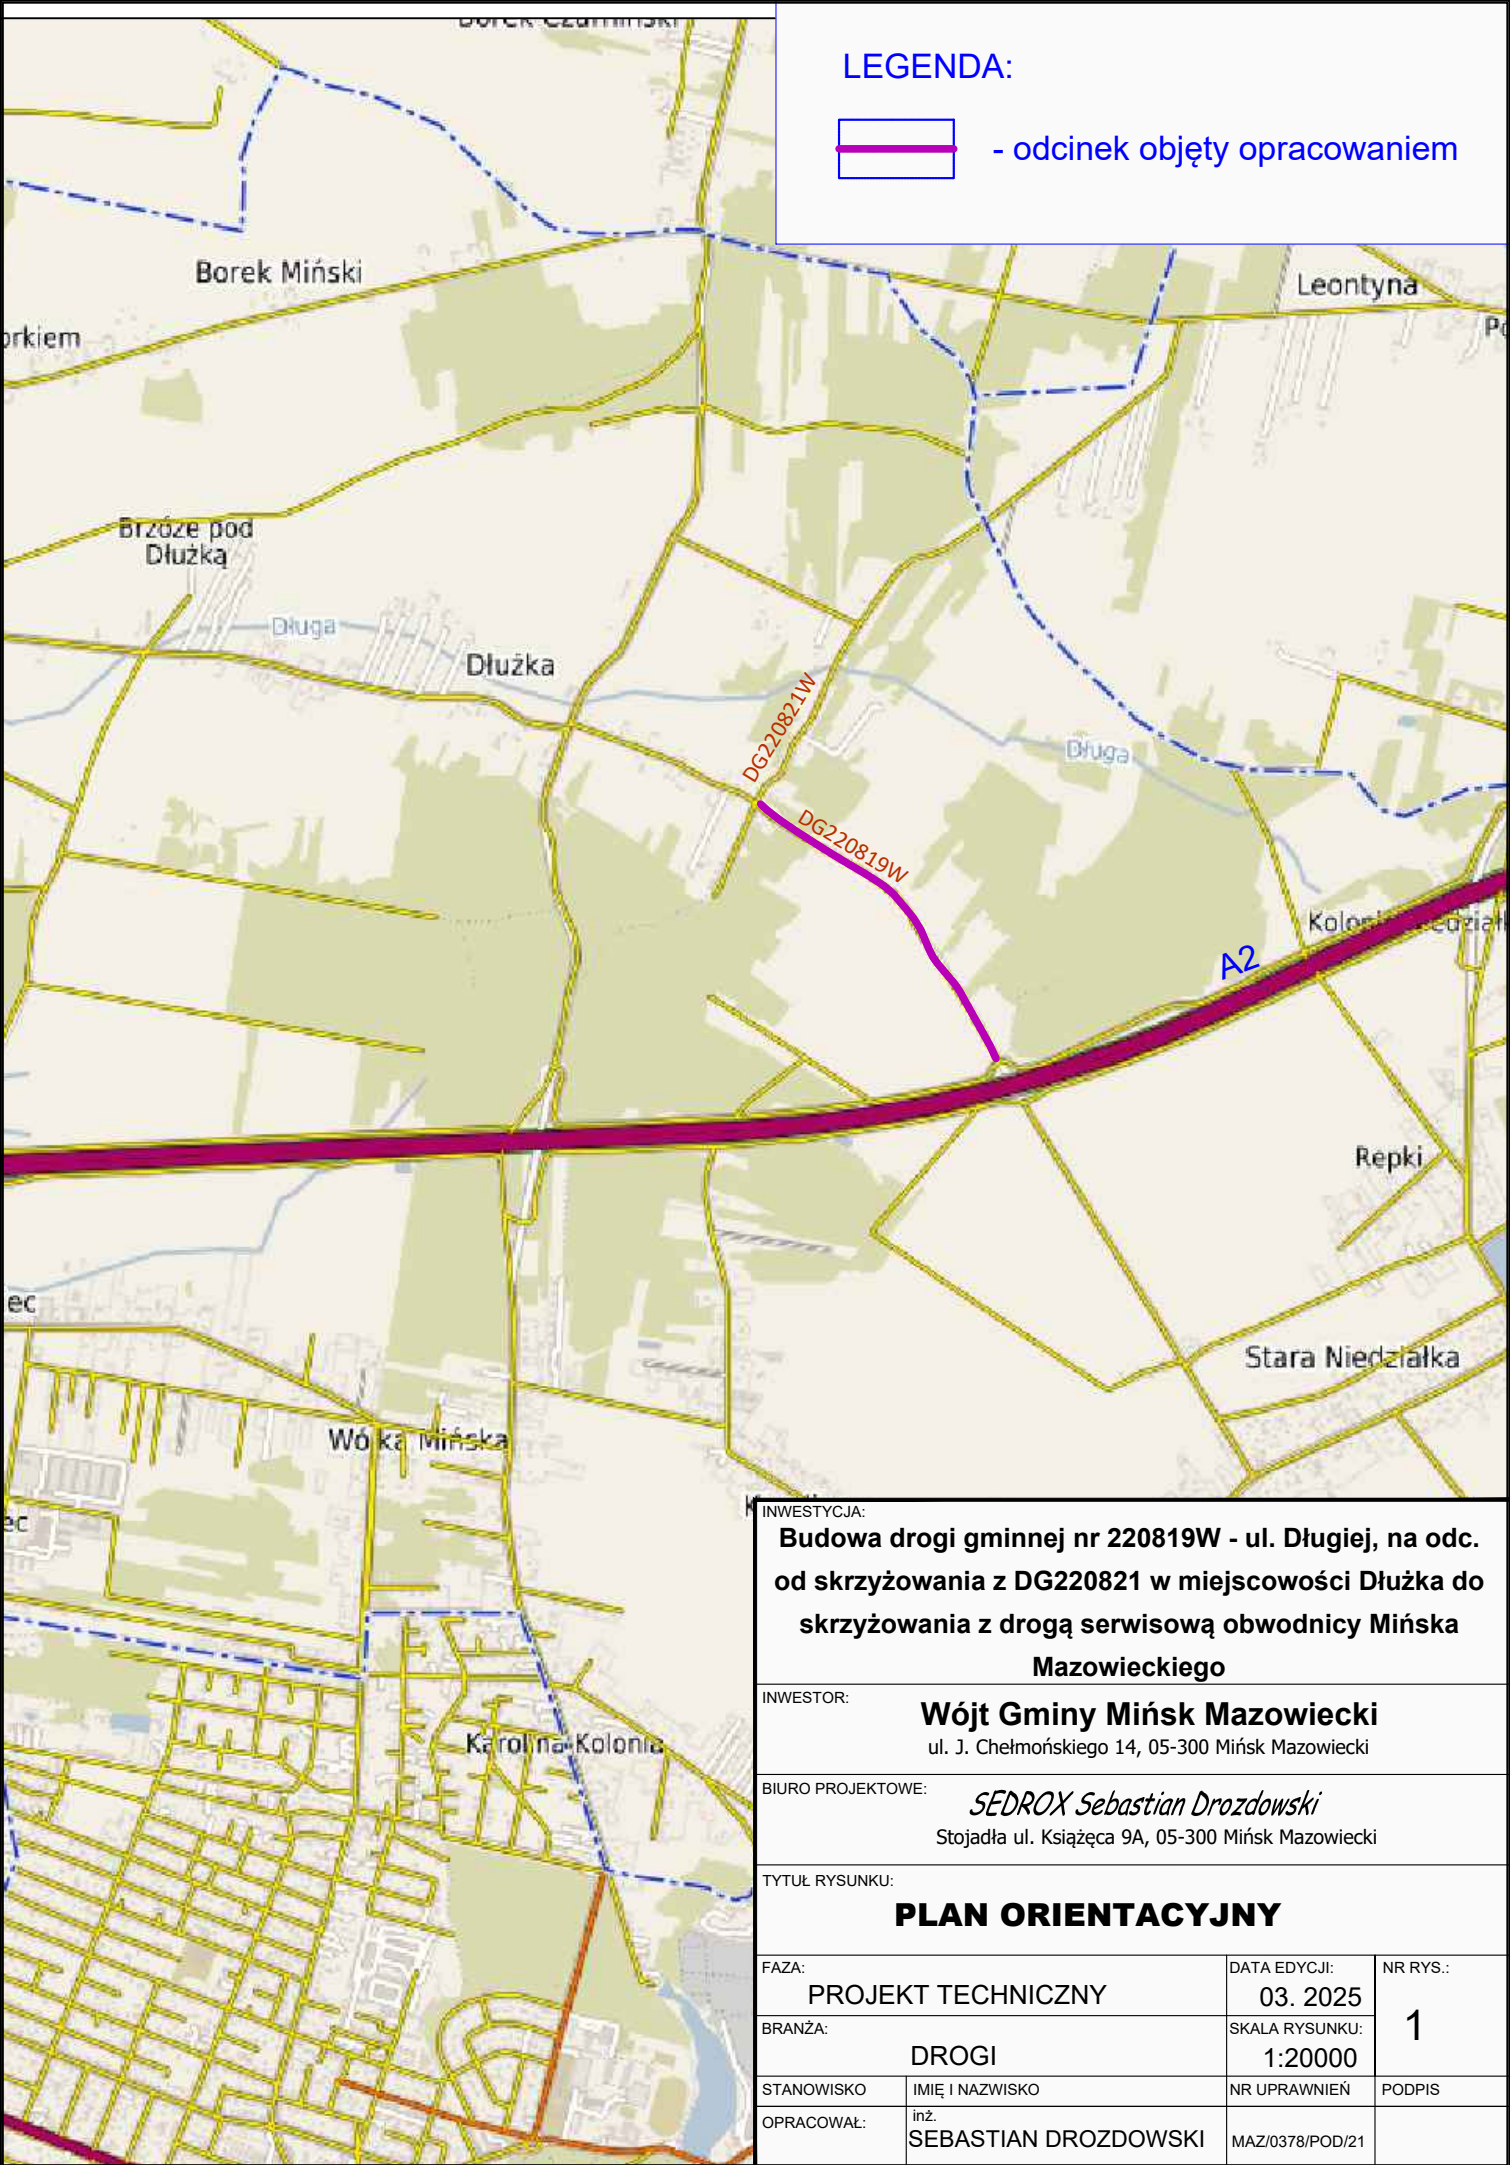 LEGENDA:
- odcinek objęty opracowaniem
Borek Miński
Leontyna
orkiem
Brzóze pod
Dłużką
Długa
Dłużka
DG220821W
Długa
DG220819W
A2
Repki
ec
Stara Niedziałka
Wólka Mińska
ec
Karolina-Kolonia
INWESTYCJA:
Budowa drogi gminnej nr 220819W - ul. Długiej, na odc.
od skrzyżowania z DG220821 w miejscowości Dłużka do
skrzyżowania z drogą serwisową obwodnicy Mińska
Mazowieckiego
INWESTOR:
Wójt Gminy Mińsk Mazowiecki
ul. J. Chełmońskiego 14, 05-300 Mińsk Mazowiecki
BIURO PROJEKTOWE:
SEDROX Sebastian Drozdowski
Stojadła ul. Książęca 9A, 05-300 Mińsk Mazowiecki
TYTUŁ RYSUNKU:
PLAN ORIENTACYJNY
FAZA:
PROJEKT TECHNICZNY
DATA EDYCJI:
03. 2025
NR RYS.:
1
BRANŻA:
DROGI
SKALA RYSUNKU:
1:20000
STANOWISKO IMIĘ I NAZWISKO NR UPRAWNIEŃ PODPIS
OPRACOWAŁ:
inż.
SEBASTIAN DROZDOWSKI
MAZ/0378/POD/21